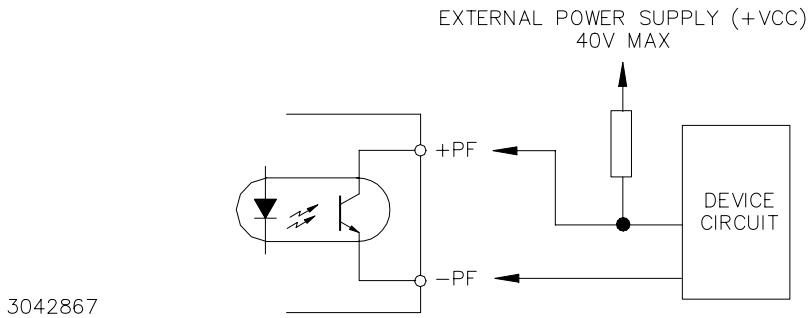 EXTERNAL POWER SUPPLY (+VCC)
40V MAX
+PF
DEVICE
CIRCUIT
-PF
3042867